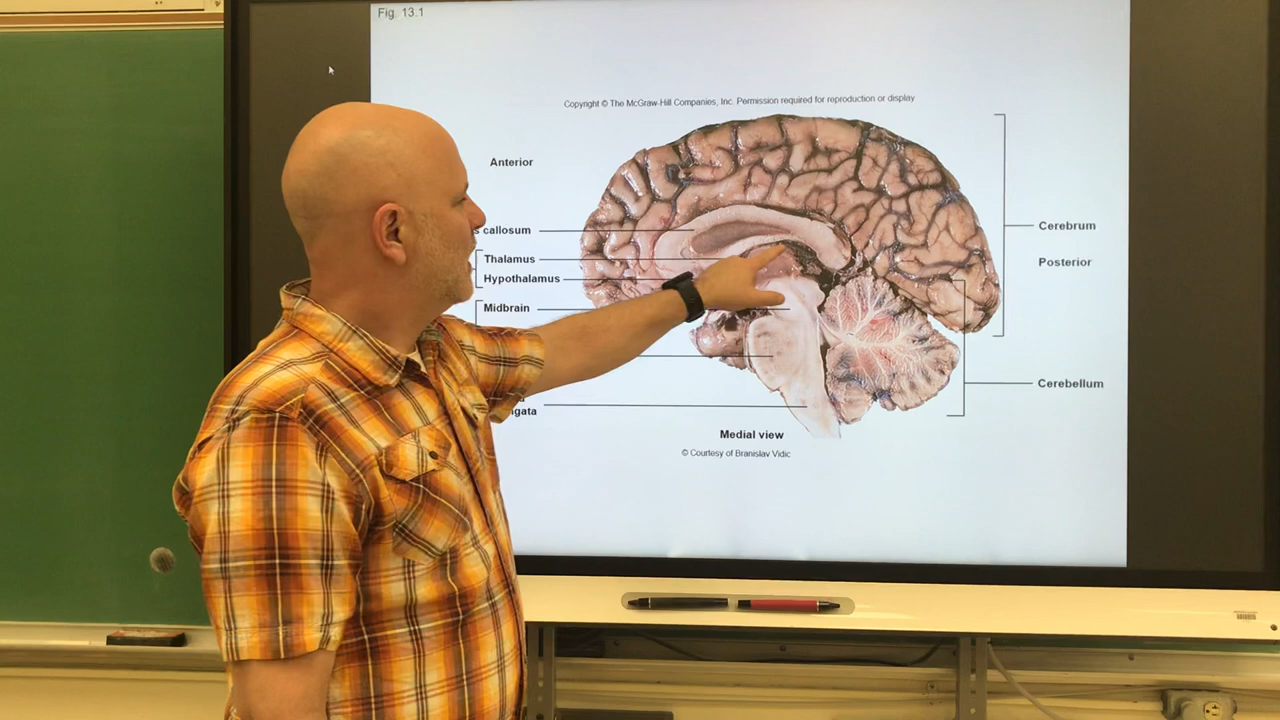 Fig. 13.1
Copyright © The McGraw-Hill Companies, Inc. Permission required for reproduction or display
Anterior
callosum
Thalamus
Hypothalamus
Midbrain
Cerebrum
Posterior
Cerebellum
Medial view
© Courtesy of Branislav Vidic